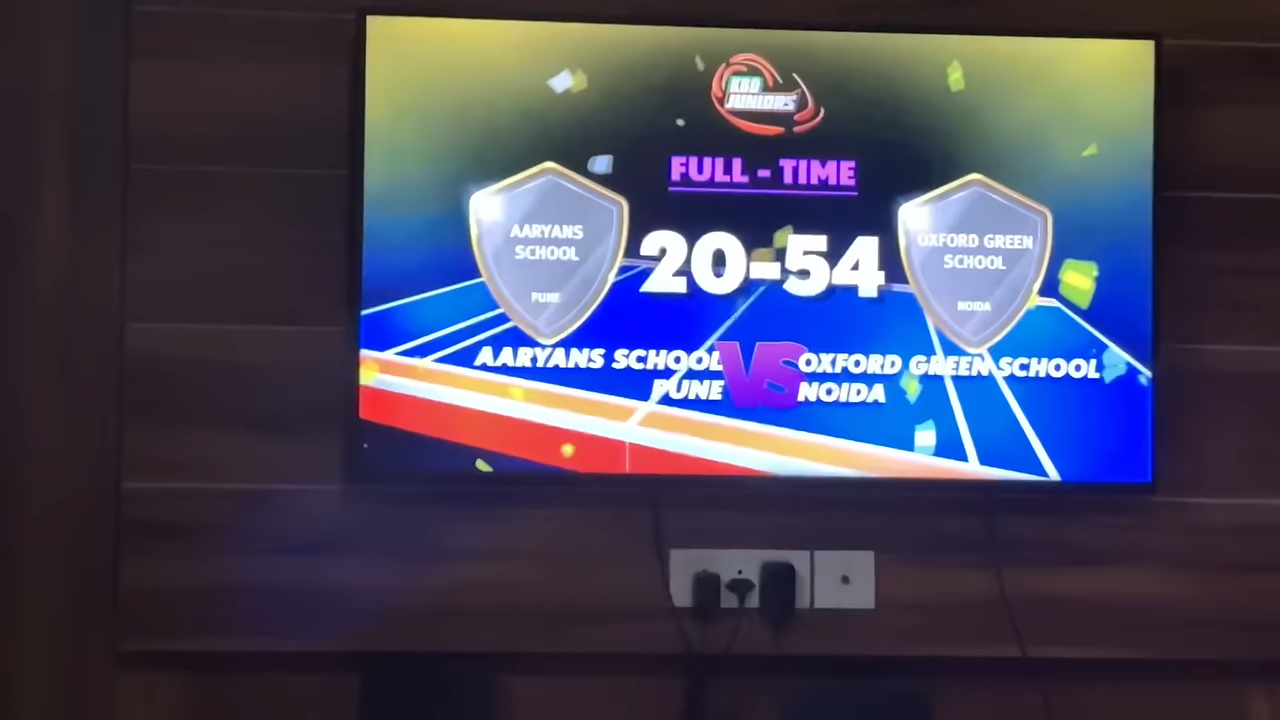 KBD
JUNIORS
FULL - TIME
AARYANS
SCHOOL
PUNE
20-54
OXFORD GREEN
SCHOOL
NOIDA
AARYANS SCHOOL
PUNE
VS
OXFORD GREEN SCHOOL
NOIDA